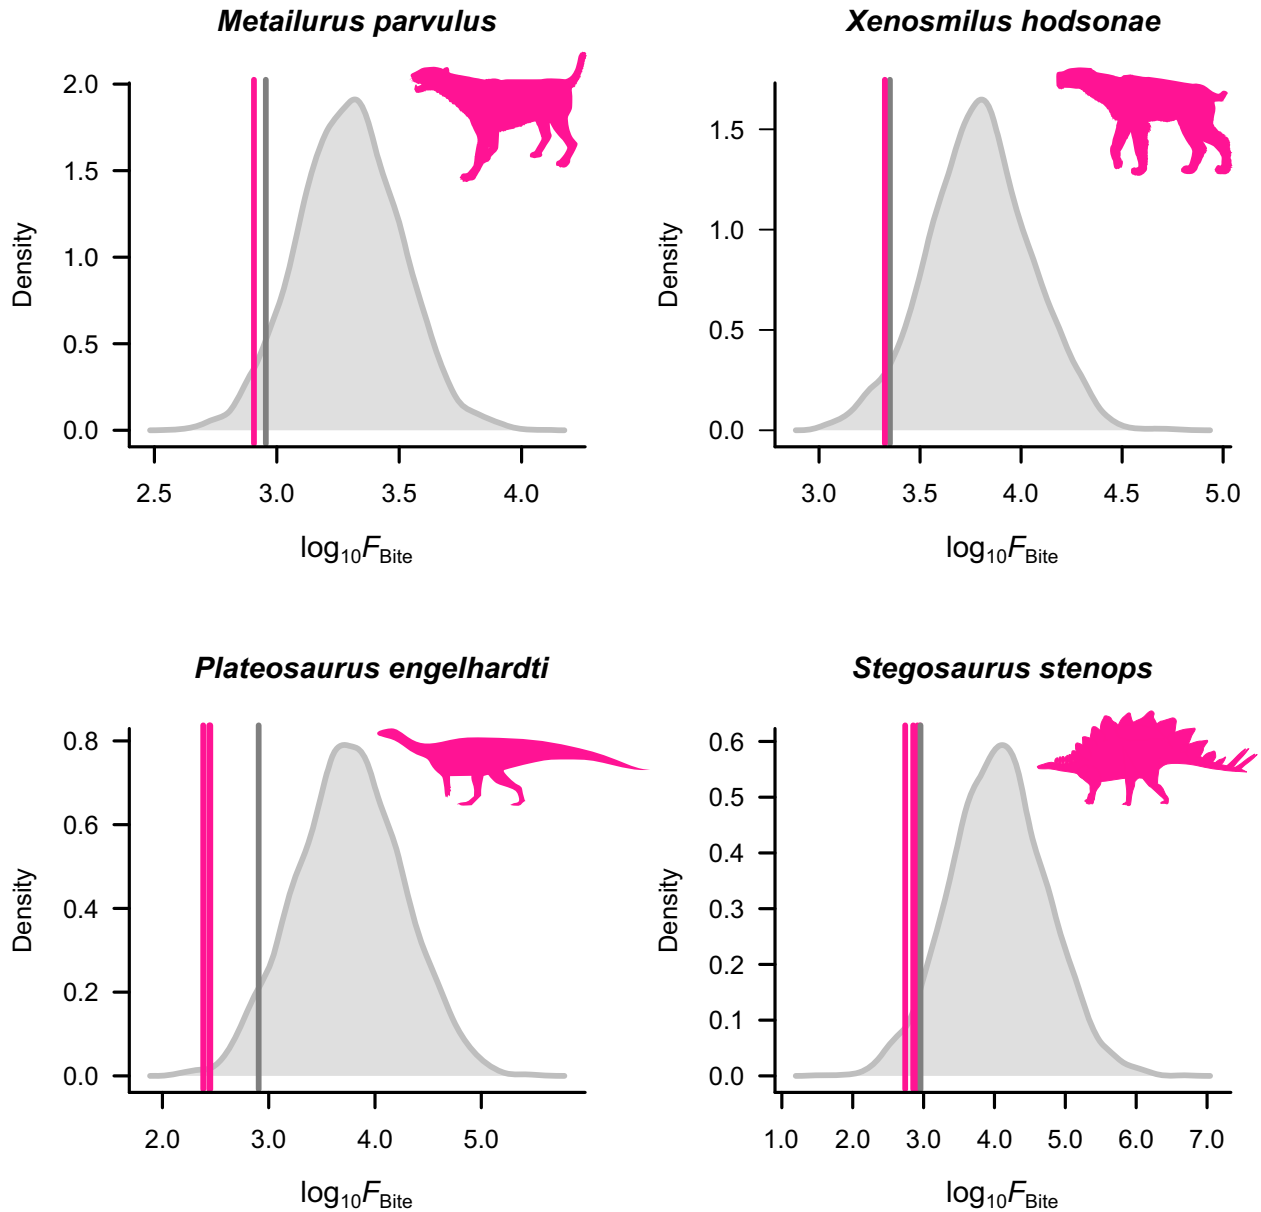 Metailurus parvulus
Density
2.0
1.5
1.0
0.5
0.0
2.5 3.0 3.5 4.0
log₁₀F_Bite
Xenosmilus hodsonae
Density
1.5
1.0
0.5
0.0
3.0 3.5 4.0 4.5 5.0
log₁₀F_Bite
Plateosaurus engelhardti
Density
0.8
0.6
0.4
0.2
0.0
2.0 3.0 4.0 5.0
log₁₀F_Bite
Stegosaurus stenops
Density
0.6
0.5
0.4
0.3
0.2
0.1
0.0
1.0 2.0 3.0 4.0 5.0 6.0 7.0
log₁₀F_Bite